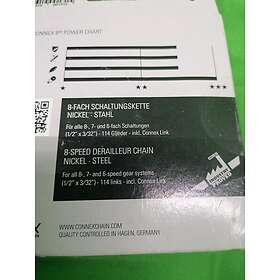 CONNEX 8** POWER CHART
8-FACH SCHALTUNGSKETTE
NICKEL - STAHL
Für alle 8-, 7- und 6-fach Schaltungen
(1/2" x 3/32") - 114 Glieder - inkl. Connex Link
8-SPEED DERAILLEUR CHAIN
NICKEL - STEEL
For all 8-, 7- and 6-speed gear systems
(1/2" x 3/32") - 114 links - incl. Connex Link
WWW.CONNEXCHAIN.COM
QUALITY CONTROLLED IN HAGEN, GERMANY